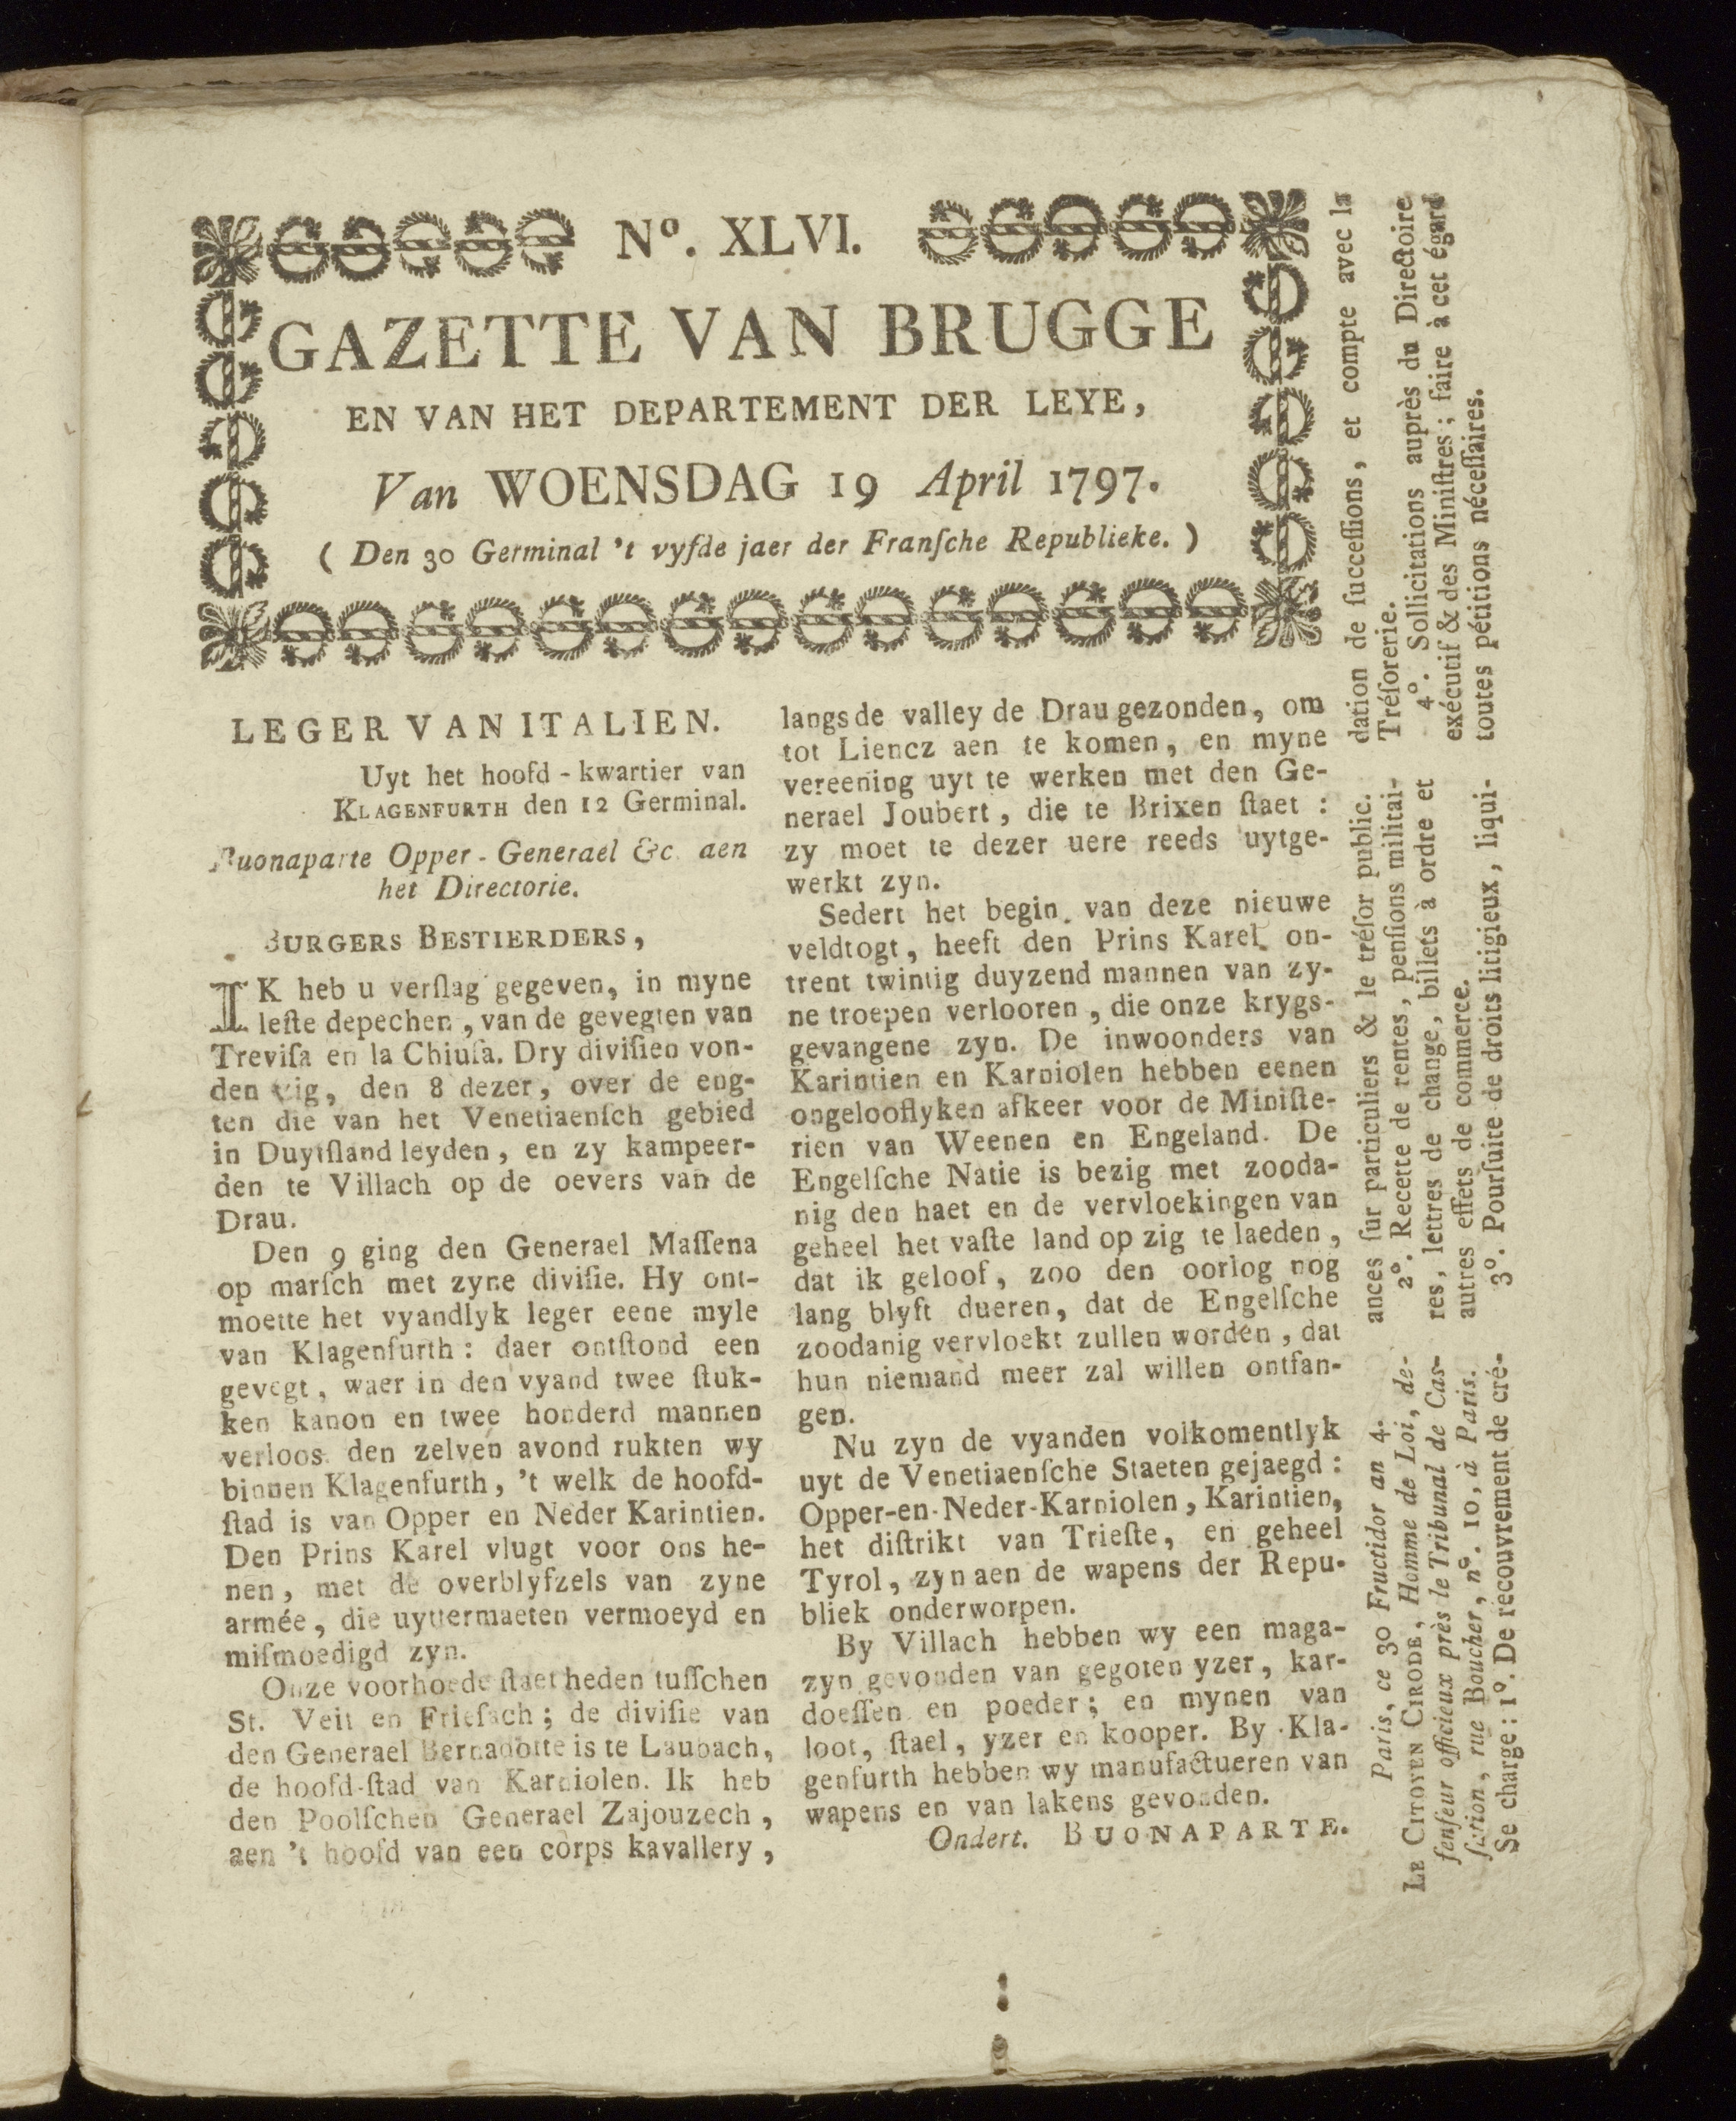 Nº. XLVI.
GAZETTE VAN BRUGGE
EN VAN HET DEPARTEMENT DER LEYE,
Van WOENSDAG 19 April 1797.
( Den 30 Germinal 't vyfde jaer der Franſche Republieke. )
LEGER VAN ITALIEN.
Uyt het hoofd-kwartier van
KLAGENFURTH den 12 Germinal.
Buonaparte Opper-Generael &c aen
het Directorie.
BURGERS BESTIERDERS,
IK heb u verſlag gegeven, in myne
leſte depechen, van de gevegten van
Treviſa en la Chiuſa. Dry diviſien von-
den zig, den 8 dezer, over de eng-
ten die van het Venetiaenſch gebied
in Duytſland leyden, en zy kampeer-
den te Villach op de oevers van de
Drau.
Den 9 ging den Generael Maſſena
op marſch met zyne diviſie. Hy ont-
moette het vyandlyk leger eene myle
van Klagenfurth: daer ontſtond een
gevegt, waer in den vyand twee ſtuk-
ken kanon en twee honderd mannen
verloos. den zelven avond rukten wy
binnen Klagenfurth, 't welk de hoofd-
ſtad is van Opper en Neder Karintien.
Den Prins Karel vlugt voor ons he-
nen, met de overblyfzels van zyne
armée, die uyttermaeten vermoeyd en
miſmoedigd zyn.
Onze voorhoede ſtaet heden tuſſchen
St. Veit en Frieſach; de diviſie van
den Generael Bernadotte is te Laubach,
de hoofd-ſtad van Karniolen. Ik heb
den Poolſchen Generael Zajouzech,
aen 't hoofd van een corps kavallery,
langs de valley de Drau gezonden, om
tot Liencz aen te komen, en myne
vereening uyt te werken met den Ge-
nerael Joubert, die te Brixen ſtaet:
zy moet te dezer uere reeds uytge-
werkt zyn.
Sedert het begin van deze nieuwe
veldtogt, heeft den Prins Karel on-
trent twintig duyzend mannen van zy-
ne troepen verlooren, die onze krygs-
gevangene zyn. De inwoonders van
Karintien en Karniolen hebben eenen
ongelooflyken afkeer voor de Miniſte-
rien van Weenen en Engeland. De
Engelſche Natie is bezig met zooda-
nig den haet en de vervloekingen van
geheel het vaſte land op zig te laeden,
dat ik geloof, zoo den oorlog nog
lang blyft dueren, dat de Engelſche
zoodanig vervloekt zullen worden, dat
hun niemand meer zal willen ontfan-
gen.
Nu zyn de vyanden volkomentlyk
uyt de Venetiaenſche Staeten gejaegd:
Opper-en-Neder-Karniolen, Karintien,
het diſtrikt van Trieſte, en geheel
Tyrol, zyn aen de wapens der Repu-
bliek onderworpen.
By Villach hebben wy een maga-
zyn gevonden van gegoten yzer, kar-
doeſſen en poeder; en mynen van
loot, ſtael, yzer en kooper. By Kla-
genfurth hebben wy manufactueren van
wapens en van lakens gevonden.
Ondert. BUONAPARTE.
Paris, ce 30 Fructidor an 4.
LE CITOYEN CIRODE, Homme de Loi, de-
fenſeur officieux près le Tribunal de Caſ-
ſation, rue Boucher, nº. 10, à Paris.
Se charge: 1º. De recouvrement de cré-
ances ſur particuliers & le tréſor public.
2º. Recette de rentes, penſions militai-
res, lettres de change, billets à ordre et
autres effets de commerce.
3º. Pourſuite de droits litigieux, liqui-
dation de ſucceſſions, et compte avec la
Tréſorerie.
4º. Sollicitations auprès du Directoire
exécutif & des Miniſtres; faire à cet égard
toutes pétitions néceſſaires.